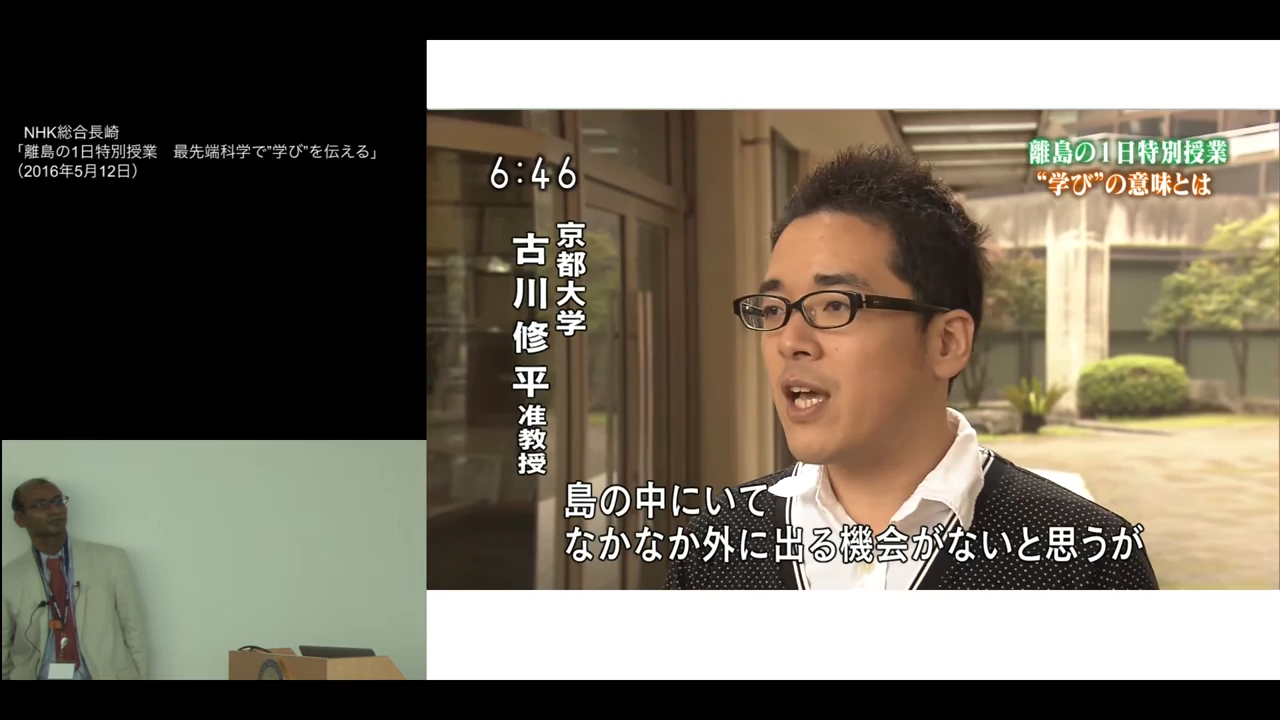 NHK総合長崎
「離島の1日特別授業　最先端科学で”学び”を伝える」
（2016年5月12日）
6:46
離島の1日特別授業
“学び”の意味とは
京都大学
古川修平准教授
島の中にいて
なかなか外に出る機会がないと思うが